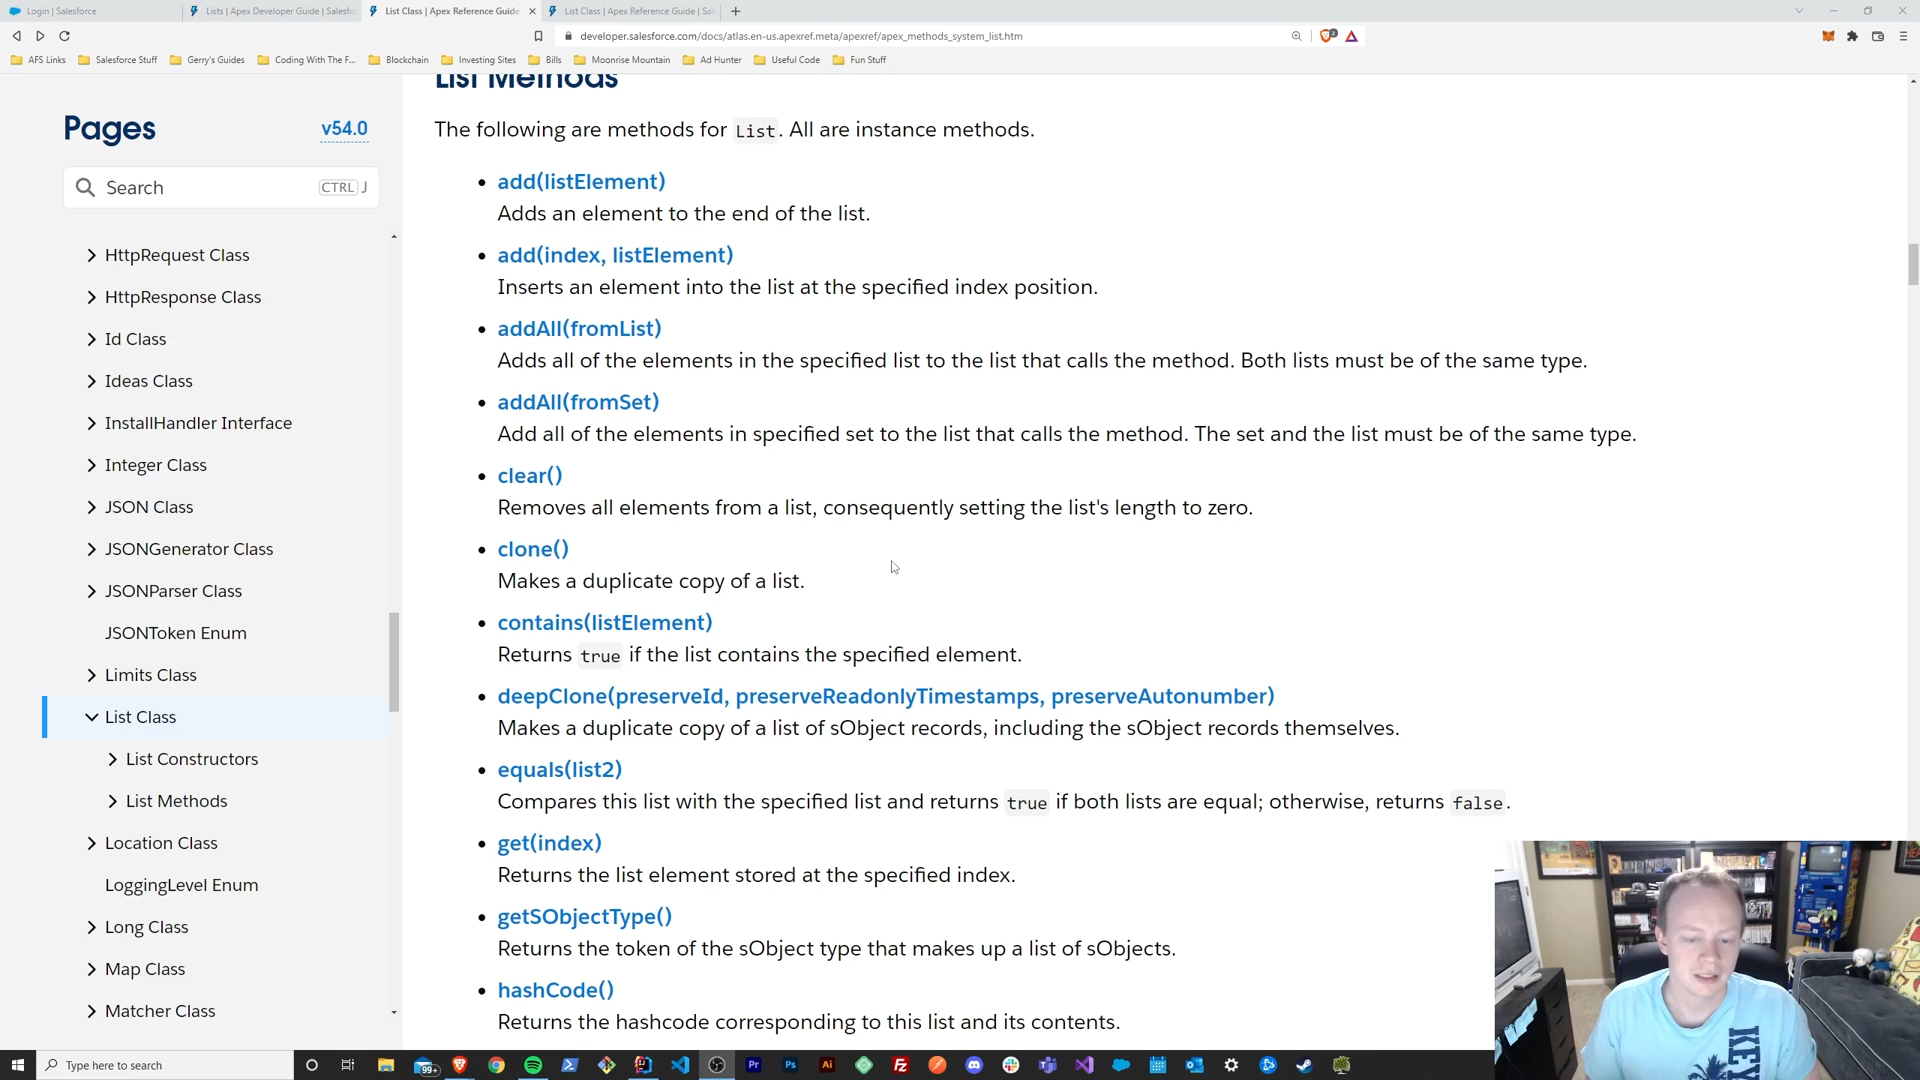 Login | Salesforce
Lists | Apex Developer Guide | Salesfo
List Class | Apex Reference Guide
List Class | Apex Reference Guide | Sal
developer.salesforce.com/docs/atlas.en-us.apexref.meta/apexref/apex_methods_system_list.htm
AFS Links
Salesforce Stuff
Gerry's Guides
Coding With The F...
Blockchain
Investing Sites
Bills
Moonrise Mountain
Ad Hunter
Useful Code
Fun Stuff
List Methods
Pages
v54.0
Search
CTRL J
HttpRequest Class
HttpResponse Class
Id Class
Ideas Class
InstallHandler Interface
Integer Class
JSON Class
JSONGenerator Class
JSONParser Class
JSONToken Enum
Limits Class
List Class
List Constructors
List Methods
Location Class
LoggingLevel Enum
Long Class
Map Class
Matcher Class
The following are methods for List. All are instance methods.
add(listElement)
Adds an element to the end of the list.
add(index, listElement)
Inserts an element into the list at the specified index position.
addAll(fromList)
Adds all of the elements in the specified list to the list that calls the method. Both lists must be of the same type.
addAll(fromSet)
Add all of the elements in specified set to the list that calls the method. The set and the list must be of the same type.
clear()
Removes all elements from a list, consequently setting the list's length to zero.
clone()
Makes a duplicate copy of a list.
contains(listElement)
Returns true if the list contains the specified element.
deepClone(preserveId, preserveReadonlyTimestamps, preserveAutonumber)
Makes a duplicate copy of a list of sObject records, including the sObject records themselves.
equals(list2)
Compares this list with the specified list and returns true if both lists are equal; otherwise, returns false.
get(index)
Returns the list element stored at the specified index.
getSObjectType()
Returns the token of the sObject type that makes up a list of sObjects.
hashCode()
Returns the hashcode corresponding to this list and its contents.
KEY
Type here to search
99+
Pr
Ps
Ai